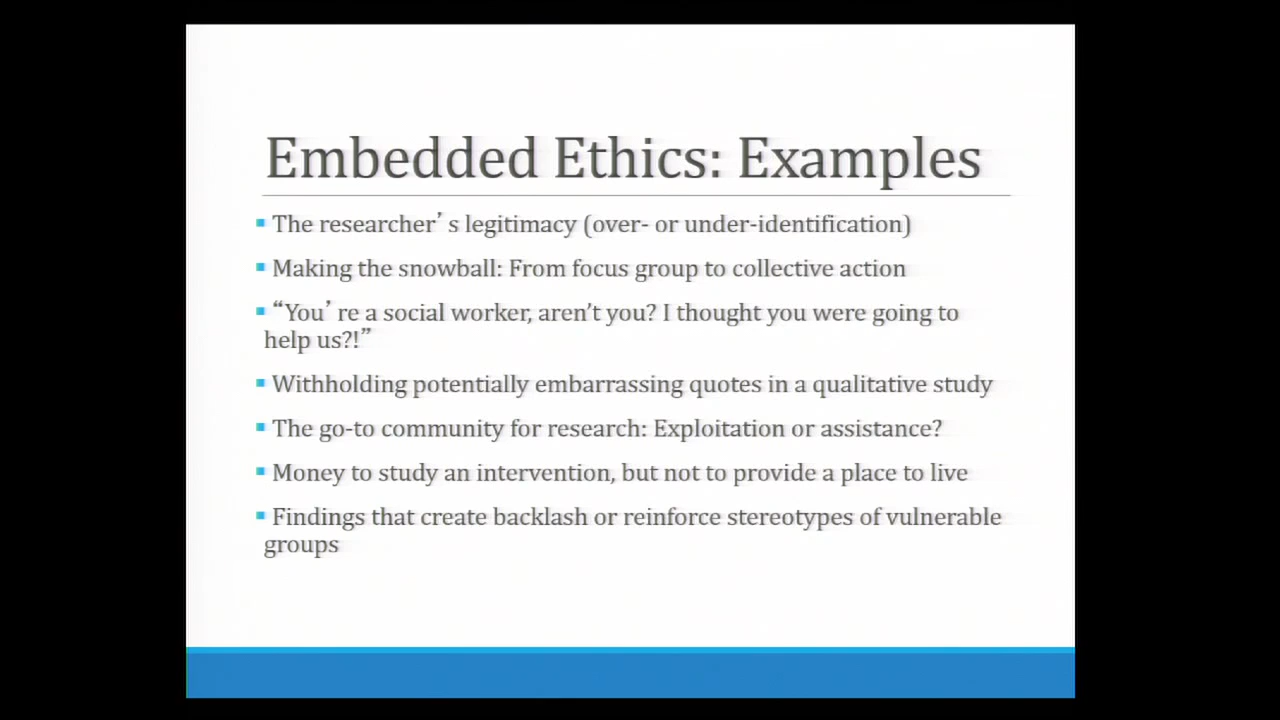 Embedded Ethics: Examples
▪ The researcher’ s legitimacy (over- or under-identification)
▪ Making the snowball: From focus group to collective action
▪ “You’ re a social worker, aren’t you? I thought you were going to
help us?!”
▪ Withholding potentially embarrassing quotes in a qualitative study
▪ The go-to community for research: Exploitation or assistance?
▪ Money to study an intervention, but not to provide a place to live
▪ Findings that create backlash or reinforce stereotypes of vulnerable
groups